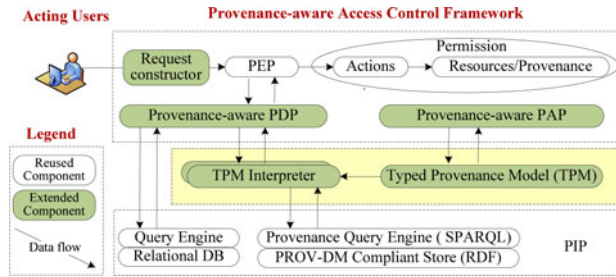 Acting Users
Provenance-aware Access Control Framework
Permission
Request
constructor
PEP
Actions
Resources/Provenance
Provenance-aware PDP
Provenance-aware PAP
Legend
Reused
Component
Extended
Component
Data flow
TPM Interpreter
Typed Provenance Model (TPM)
Query Engine
Relational DB
Provenance Query Engine ( SPARQL)
PROV-DM Compliant Store (RDF)
PIP